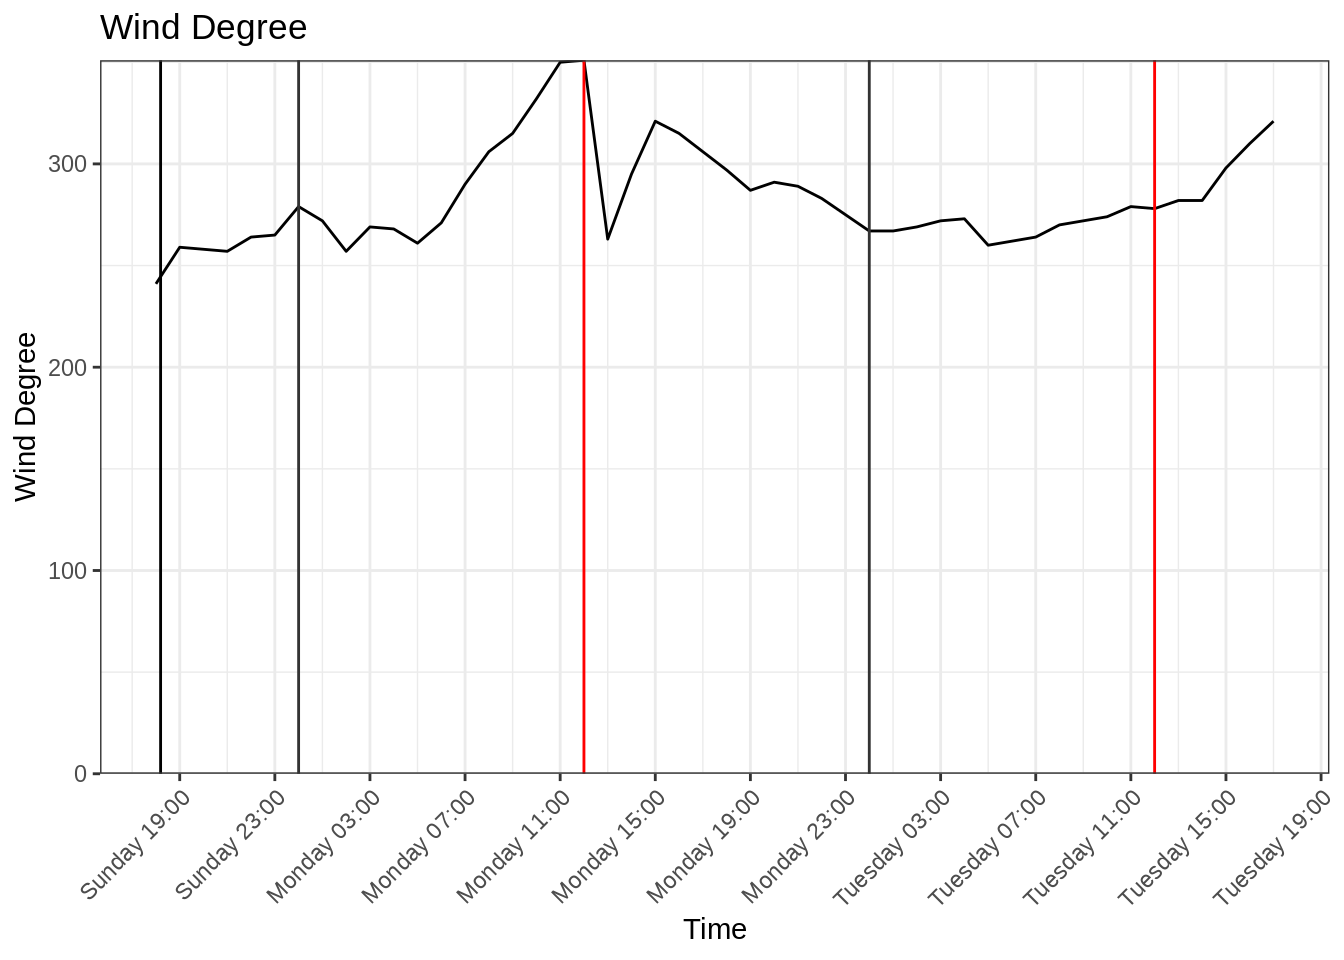 Wind Degree
Wind Degree
300
200
100
0
Sunday 19:00
Sunday 23:00
Monday 03:00
Monday 07:00
Monday 11:00
Monday 15:00
Monday 19:00
Monday 23:00
Tuesday 03:00
Tuesday 07:00
Tuesday 11:00
Tuesday 15:00
Tuesday 19:00
Time